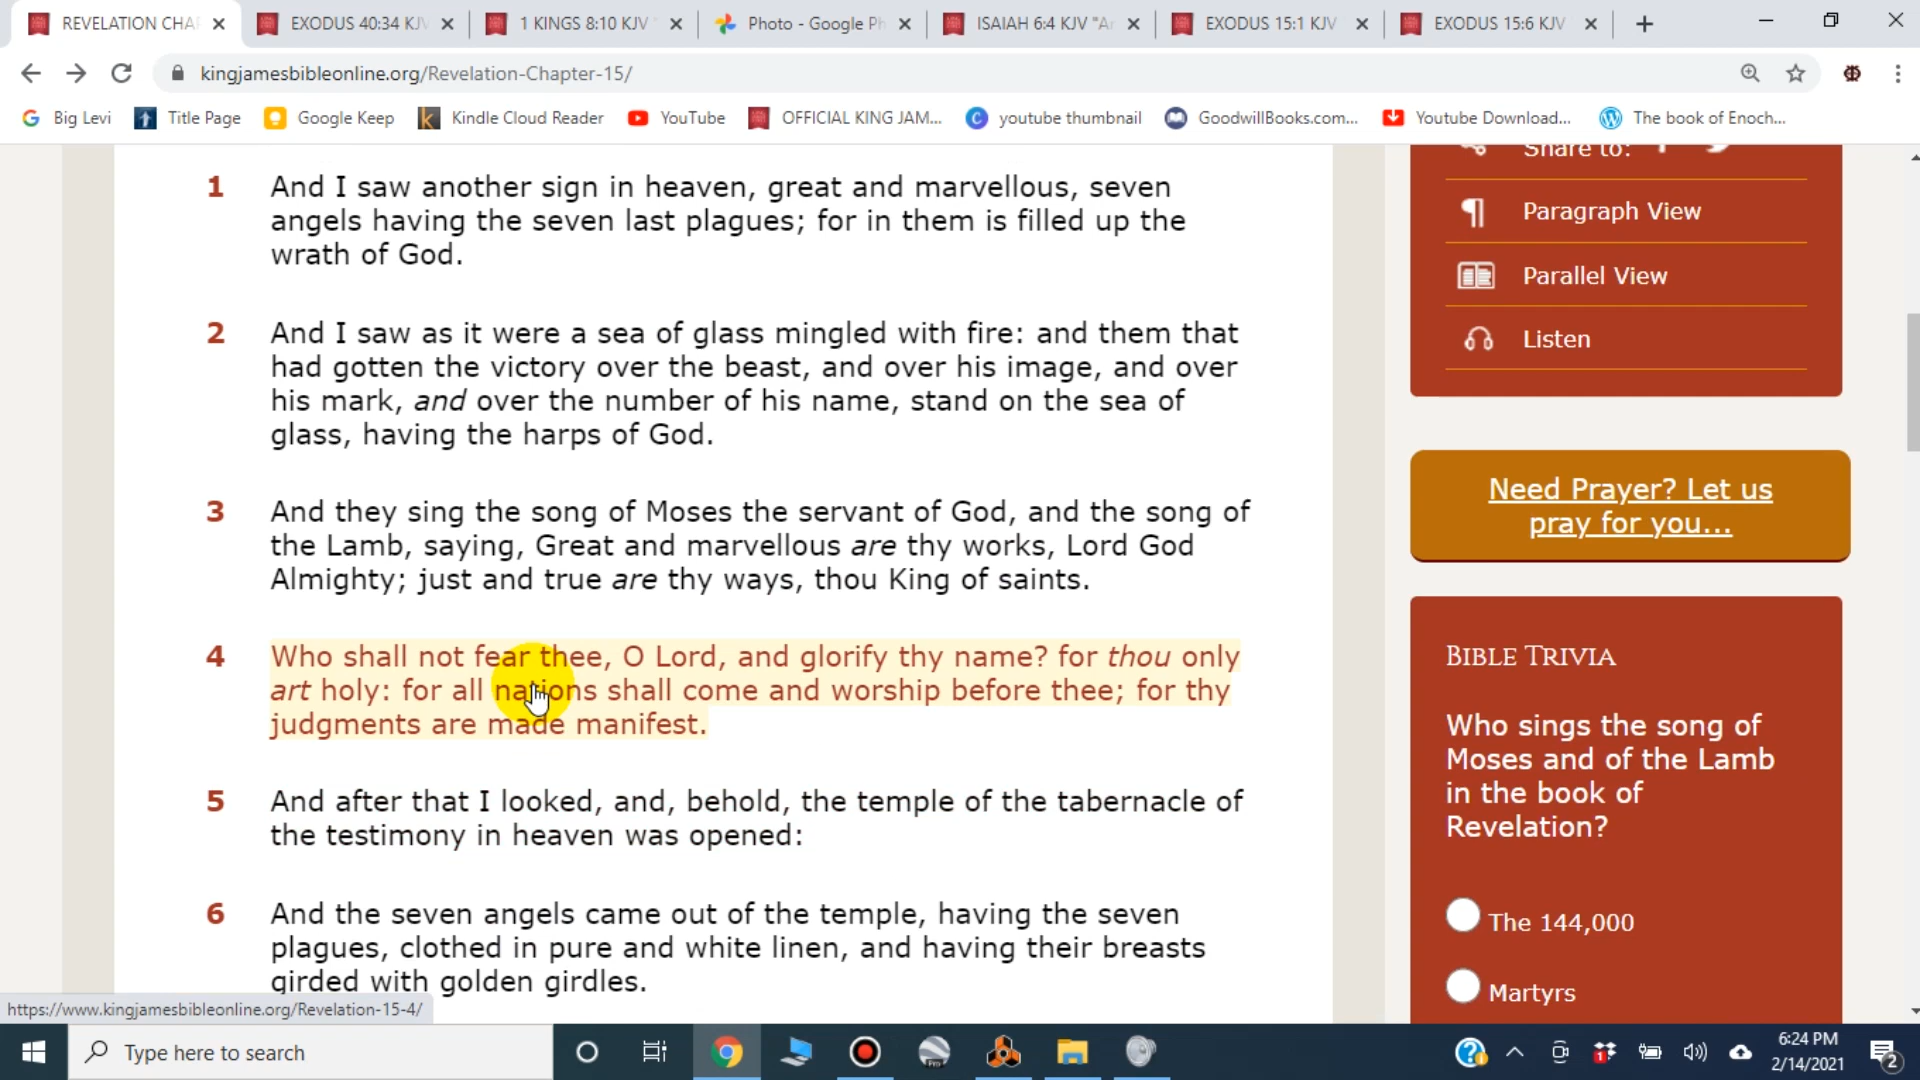 REVELATION CHA
EXODUS 40:34 KJV
1 KINGS 8:10 KJV "
Photo - Google Ph
ISAIAH 6:4 KJV "Ar
EXODUS 15:1 KJV
EXODUS 15:6 KJV
kingjamesbibleonline.org/Revelation-Chapter-15/
Big Levi
Title Page
Google Keep
Kindle Cloud Reader
YouTube
OFFICIAL KING JAM...
youtube thumbnail
GoodwillBooks.com...
Youtube Download...
The book of Enoch...
1 And I saw another sign in heaven, great and marvellous, seven
angels having the seven last plagues; for in them is filled up the
wrath of God.
2 And I saw as it were a sea of glass mingled with fire: and them that
had gotten the victory over the beast, and over his image, and over
his mark, and over the number of his name, stand on the sea of
glass, having the harps of God.
3 And they sing the song of Moses the servant of God, and the song of
the Lamb, saying, Great and marvellous are thy works, Lord God
Almighty; just and true are thy ways, thou King of saints.
4 Who shall not fear thee, O Lord, and glorify thy name? for thou only
art holy: for all nations shall come and worship before thee; for thy
judgments are made manifest.
5 And after that I looked, and, behold, the temple of the tabernacle of
the testimony in heaven was opened:
6 And the seven angels came out of the temple, having the seven
plagues, clothed in pure and white linen, and having their breasts
girded with golden girdles.
Share to:
Paragraph View
Parallel View
Listen
Need Prayer? Let us
pray for you...
BIBLE TRIVIA
Who sings the song of
Moses and of the Lamb
in the book of
Revelation?
The 144,000
Martyrs
https://www.kingjamesbibleonline.org/Revelation-15-4/
Type here to search
6:24 PM
2/14/2021
2
1